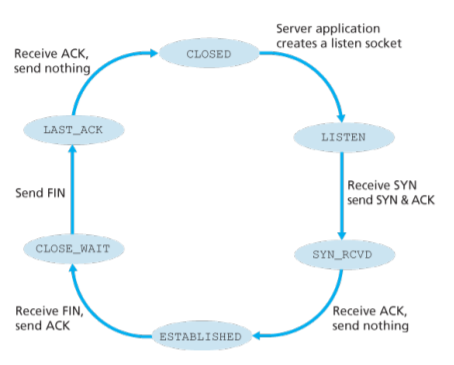 Server application
creates a listen socket
CLOSED
Receive ACK,
send nothing
LAST_ACK
LISTEN
Send FIN
Receive SYN
send SYN & ACK
CLOSE_WAIT
SYN_RCVD
Receive FIN,
send ACK
Receive ACK,
send nothing
ESTABLISHED